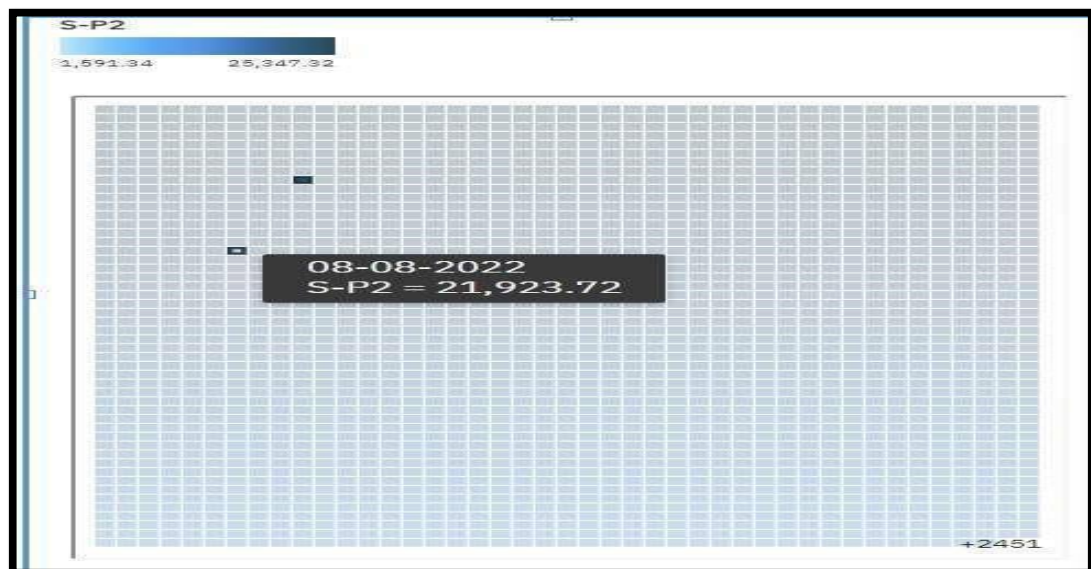 S-P2
1,591.34 25,347.32
08-08-2022
S-P2 = 21,923.72
+2451